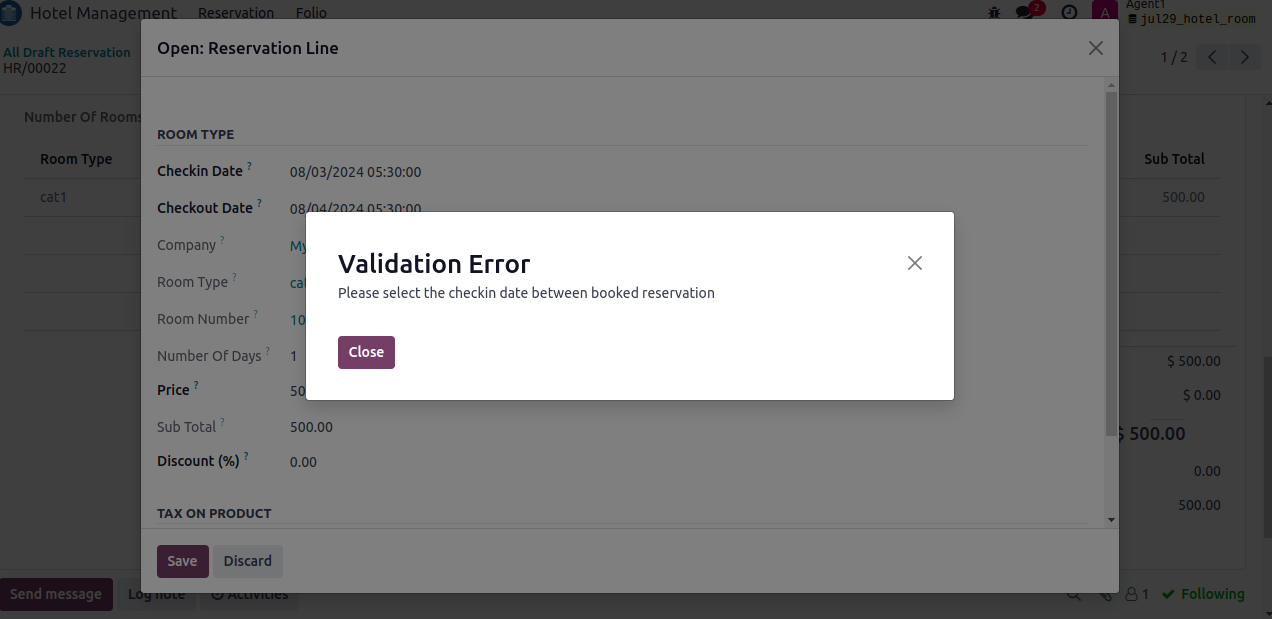 Hotel Management Reservation Folio 2 A Agent1
jul29_hotel_room
All Draft Reservation
HR/00022
1 / 2
Open: Reservation Line
Number Of Rooms
ROOM TYPE
Room Type
Sub Total
Checkin Date ? 08/03/2024 05:30:00
cat1
500.00
Checkout Date ? 08/04/2024 05:30:00
Company ? My
Room Type ?
Room Number ? 10
Number Of Days ? 1
Price ? 50
Sub Total ? 500.00
Discount (%) ? 0.00
Validation Error
Please select the checkin date between booked reservation
Close
$ 500.00
$ 0.00
$ 500.00
0.00
500.00
TAX ON PRODUCT
Save Discard
Send message Log note Activities 1 Following